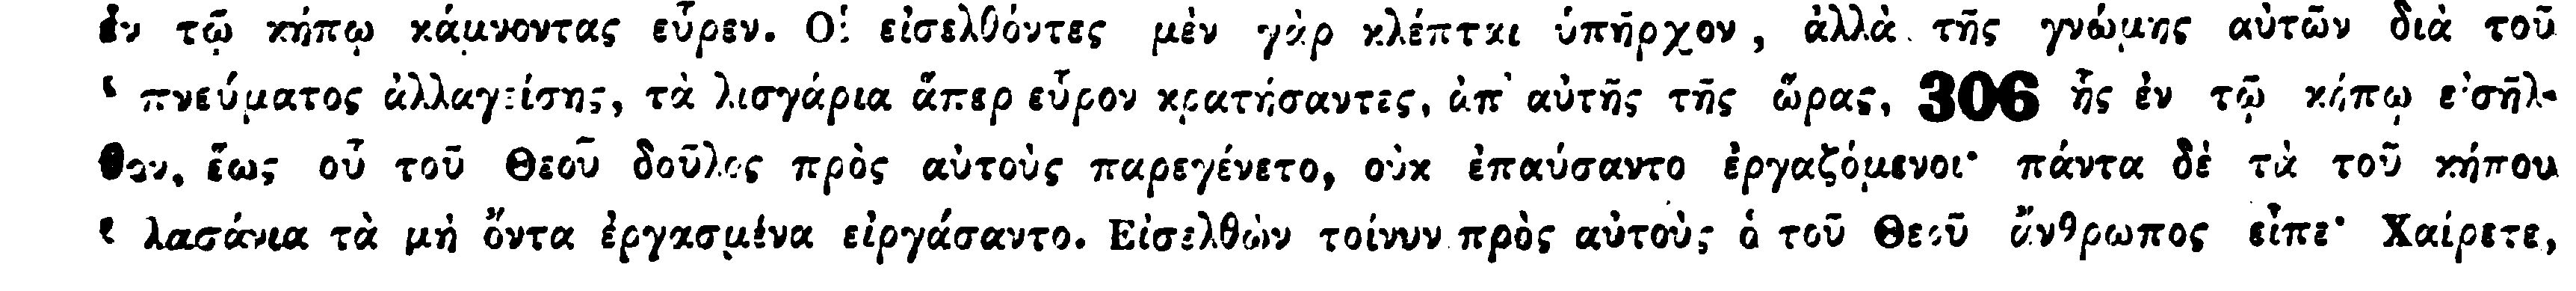 ἐν τῷ κήπῳ κάμνοντας εὗρεν. Οἱ εἰσελθόντες μὲν γὰρ κλέπται ὑπῆρχον, ἀλλὰ τῆς γνώμης αὐτῶν διὰ τοῦ
πνεύματος ἀλλαγείσης, τὰ λισγάρια ἅπερ εὗρον κρατήσαντες, ἀπ' αὐτῆς τῆς ὥρας, 306 ἧς ἐν τῷ κήπῳ εἰσῆλ-
θον, ἕως οὗ τοῦ Θεοῦ δοῦλος πρὸς αὐτοὺς παρεγένετο, οὐκ ἐπαύσαντο ἐργαζόμενοι· πάντα δὲ τὰ τοῦ κήπου
λασάνια τὰ μὴ ὄντα ἐργασμένα εἰργάσαντο. Εἰσελθὼν τοίνυν πρὸς αὐτοὺς ὁ τοῦ Θεοῦ ἄνθρωπος εἶπε· Χαίρετε,